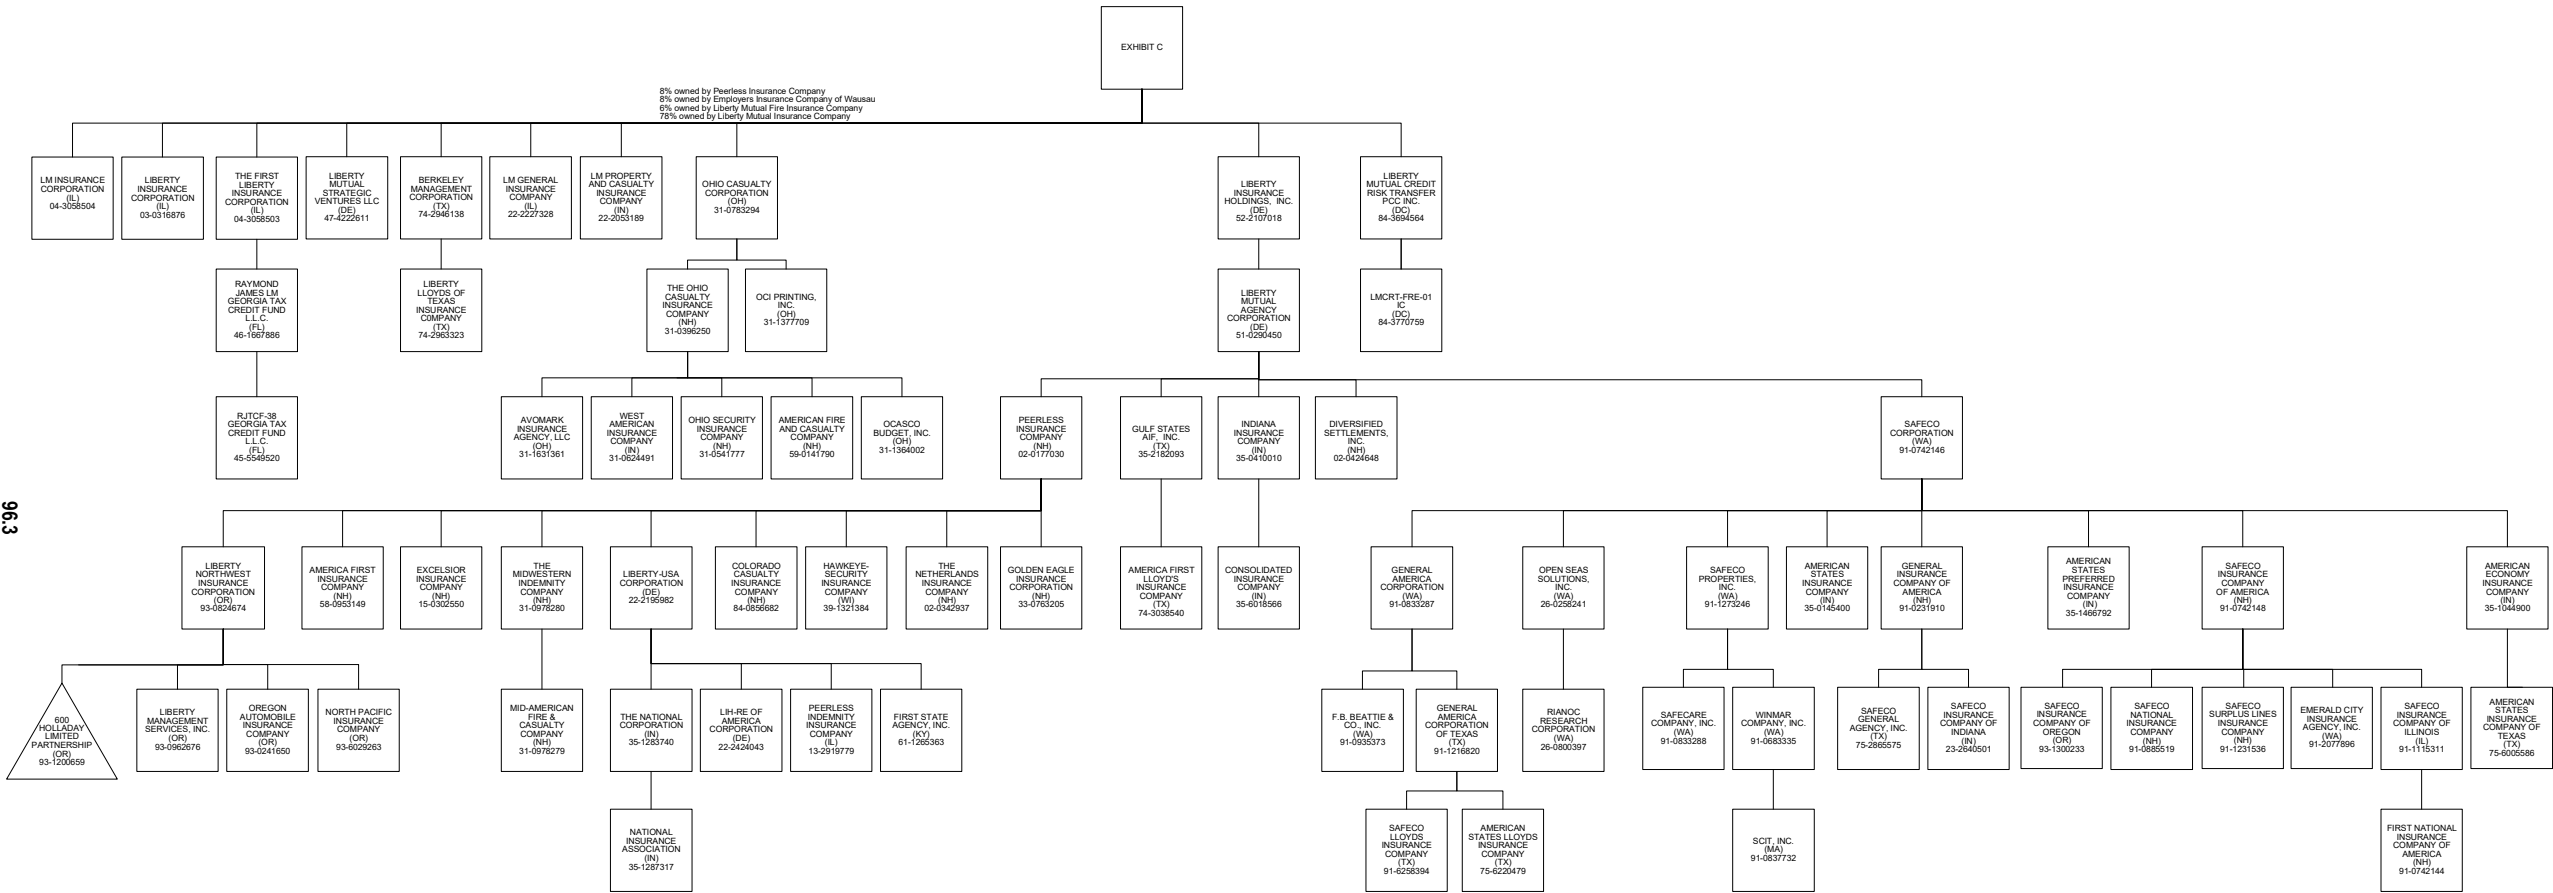 EXHIBIT C
8% owned by Peerless Insurance Company
8% owned by Employers Insurance Company of Wausau
6% owned by Liberty Mutual Fire Insurance Company
78% owned by Liberty Mutual Insurance Company
LM INSURANCE
CORPORATION
(IL)
04-3058504
LIBERTY
INSURANCE
CORPORATION
(IL)
03-0316876
THE FIRST
LIBERTY
INSURANCE
CORPORATION
(IL)
04-3058503
LIBERTY
MUTUAL
STRATEGIC
VENTURES LLC
(DE)
47-4222611
BERKELEY
MANAGEMENT
CORPORATION
(TX)
74-2946138
LM GENERAL
INSURANCE
COMPANY
(IL)
22-2227328
LM PROPERTY
AND CASUALTY
INSURANCE
COMPANY
(IN)
22-2053189
OHIO CASUALTY
CORPORATION
(OH)
31-0783294
LIBERTY
INSURANCE
HOLDINGS, INC.
(DE)
52-2107018
LIBERTY
MUTUAL CREDIT
RISK TRANSFER
PCC INC.
(DC)
84-3694564
RAYMOND
JAMES LM
GEORGIA TAX
CREDIT FUND
L.L.C.
(FL)
46-1667886
LIBERTY
LLOYDS OF
TEXAS
INSURANCE
C0MPANY
(TX)
74-2963323
THE OHIO
CASUALTY
INSURANCE
COMPANY
(NH)
31-0396250
OCI PRINTING,
INC.
(OH)
31-1377709
LIBERTY
MUTUAL
AGENCY
CORPORATION
(DE)
51-0290450
LMCRT-FRE-01
IC
(DC)
84-3770759
RJTCF-38
GEORGIA TAX
CREDIT FUND
L.L.C.
(FL)
45-5549520
AVOMARK
INSURANCE
AGENCY, LLC
(OH)
31-1631361
WEST
AMERICAN
INSURANCE
COMPANY
(IN)
31-0624491
OHIO SECURITY
INSURANCE
COMPANY
(NH)
31-0541777
AMERICAN FIRE
AND CASUALTY
COMPANY
(NH)
59-0141790
OCASCO
BUDGET, INC.
(OH)
31-1364002
PEERLESS
INSURANCE
COMPANY
(NH)
02-0177030
GULF STATES
AIF, INC.
(TX)
35-2182093
INDIANA
INSURANCE
COMPANY
(IN)
35-0410010
DIVERSIFIED
SETTLEMENTS,
INC.
(NH)
02-0424648
SAFECO
CORPORATION
(WA)
91-0742146
96.3
LIBERTY
NORTHWEST
INSURANCE
CORPORATION
(OR)
93-0824674
AMERICA FIRST
INSURANCE
COMPANY
(NH)
58-0953149
EXCELSIOR
INSURANCE
COMPANY
(NH)
15-0302550
THE
MIDWESTERN
INDEMNITY
COMPANY
(NH)
31-0978280
LIBERTY-USA
CORPORATION
(DE)
22-2195982
COLORADO
CASUALTY
INSURANCE
COMPANY
(NH)
84-0856682
HAWKEYE-
SECURITY
INSURANCE
COMPANY
(WI)
39-1321384
THE
NETHERLANDS
INSURANCE
COMPANY
(NH)
02-0342937
GOLDEN EAGLE
INSURANCE
CORPORATION
(NH)
33-0763205
AMERICA FIRST
LLOYD'S
INSURANCE
COMPANY
(TX)
74-3038540
CONSOLIDATED
INSURANCE
COMPANY
(IN)
35-6018566
GENERAL
AMERICA
CORPORATION
(WA)
91-0833287
OPEN SEAS
SOLUTIONS,
INC.
(WA)
26-0258241
SAFECO
PROPERTIES,
INC.
(WA)
91-1273246
AMERICAN
STATES
INSURANCE
COMPANY
(IN)
35-0145400
GENERAL
INSURANCE
COMPANY OF
AMERICA
(NH)
91-0231910
AMERICAN
STATES
PREFERRED
INSURANCE
COMPANY
(IN)
35-1466792
SAFECO
INSURANCE
COMPANY
OF AMERICA
(NH)
91-0742148
AMERICAN
ECONOMY
INSURANCE
COMPANY
(IN)
35-1044900
600
HOLLADAY
LIMITED
PARTNERSHIP
(OR)
93-1200659
LIBERTY
MANAGEMENT
SERVICES, INC.
(OR)
93-0962676
OREGON
AUTOMOBILE
INSURANCE
COMPANY
(OR)
93-0241650
NORTH PACIFIC
INSURANCE
COMPANY
(OR)
93-6029263
MID-AMERICAN
FIRE &
CASUALTY
COMPANY
(NH)
31-0978279
THE NATIONAL
CORPORATION
(IN)
35-1283740
LIH-RE OF
AMERICA
CORPORATION
(DE)
22-2424043
PEERLESS
INDEMNITY
INSURANCE
COMPANY
(IL)
13-2919779
FIRST STATE
AGENCY, INC.
(KY)
61-1265363
F.B. BEATTIE &
CO., INC.
(WA)
91-0935373
GENERAL
AMERICA
CORPORATION
OF TEXAS
(TX)
91-1216820
RIANOC
RESEARCH
CORPORATION
(WA)
26-0800397
SAFECARE
COMPANY, INC.
(WA)
91-0833288
WINMAR
COMPANY, INC.
(WA)
91-0683335
SAFECO
GENERAL
AGENCY, INC.
(TX)
75-2865575
SAFECO
INSURANCE
COMPANY OF
INDIANA
(IN)
23-2640501
SAFECO
INSURANCE
COMPANY OF
OREGON
(OR)
93-1300233
SAFECO
NATIONAL
INSURANCE
COMPANY
(NH)
91-0885519
SAFECO
SURPLUS LINES
INSURANCE
COMPANY
(NH)
91-1231536
EMERALD CITY
INSURANCE
AGENCY, INC.
(WA)
91-2077896
SAFECO
INSURANCE
COMPANY OF
ILLINOIS
(IL)
91-1115311
AMERICAN
STATES
INSURANCE
COMPANY OF
TEXAS
(TX)
75-6005586
NATIONAL
INSURANCE
ASSOCIATION
(IN)
35-1287317
SAFECO
LLOYDS
INSURANCE
COMPANY
(TX)
91-6258394
AMERICAN
STATES LLOYDS
INSURANCE
COMPANY
(TX)
75-6220479
SCIT, INC.
(MA)
91-0837732
FIRST NATIONAL
INSURANCE
COMPANY OF
AMERICA
(NH)
91-0742144